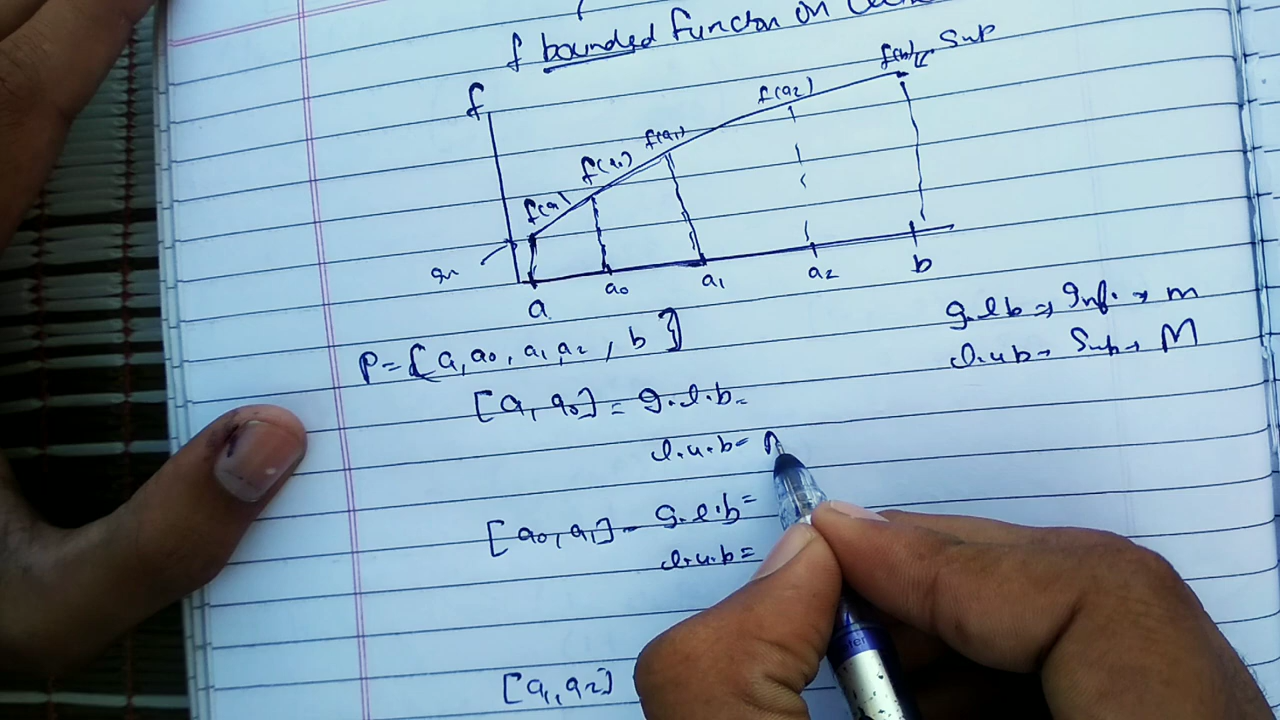 f bounded function on
f
f(b) Sup
f(a2)
f(a1)
f(a0)
f(a)
a a0 a1 a2 b
g.l.b → Inf. → m
l.u.b → Sup → M
P = {a, a0, a1, a2, b}
[a, a0] = g.l.b =
l.u.b =
[a0, a1] = g.l.b =
l.u.b =
[a1, a2]